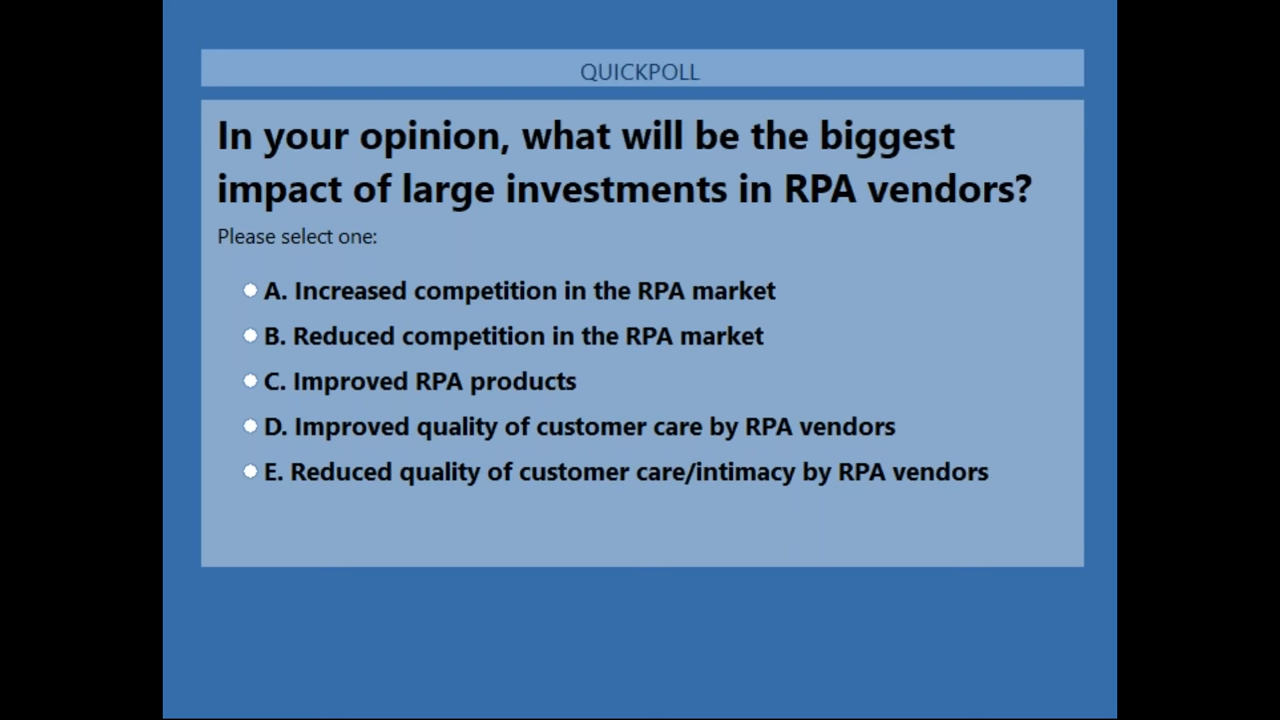 QUICKPOLL
In your opinion, what will be the biggest
impact of large investments in RPA vendors?
Please select one:
A. Increased competition in the RPA market
B. Reduced competition in the RPA market
C. Improved RPA products
D. Improved quality of customer care by RPA vendors
E. Reduced quality of customer care/intimacy by RPA vendors